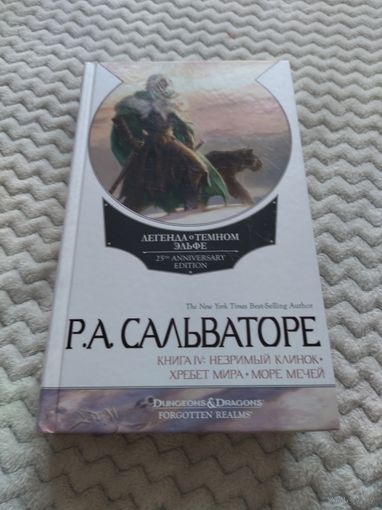 ЛЕГЕНДА О ТЕМНОМ
ЭЛЬФЕ
25TH ANNIVERSARY
EDITION
The New York Times Best-Selling Author
Р.А. САЛЬВАТОРЕ
КНИГА IV: НЕЗРИМЫЙ КЛИНОК •
ХРЕБЕТ МИРА • МОРЕ МЕЧЕЙ
DUNGEONS & DRAGONS®
FORGOTTEN REALMS®